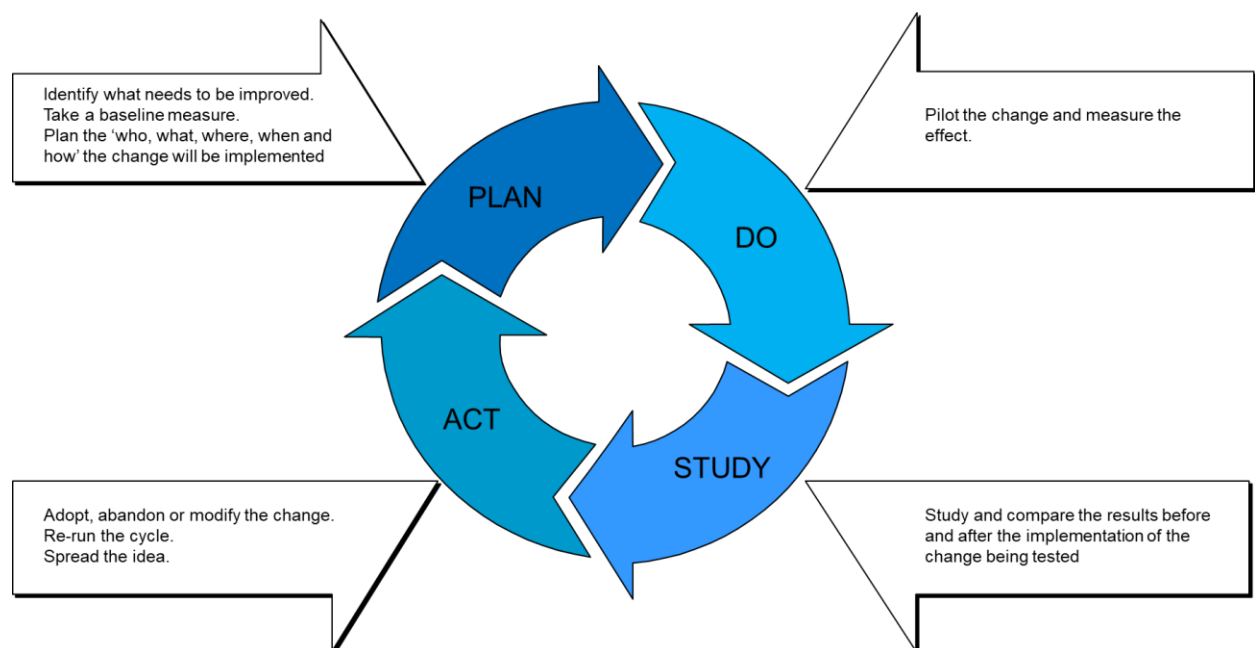 Identify what needs to be improved.
Take a baseline measure.
Plan the ‘who, what, where, when and
how’ the change will be implemented
PLAN
Pilot the change and measure the
effect.
DO
ACT
STUDY
Adopt, abandon or modify the change.
Re-run the cycle.
Spread the idea.
Study and compare the results before
and after the implementation of the
change being tested